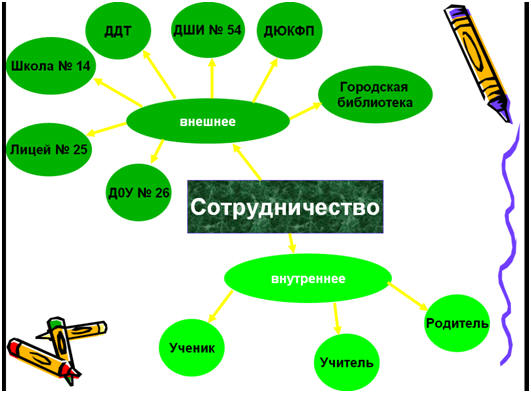 ДДТ
ДШИ № 54
ДЮКФП
Школа № 14
Городская
библиотека
внешнее
Лицей № 25
Д0У № 26
Сотрудничество
внутреннее
Родитель
Ученик
Учитель